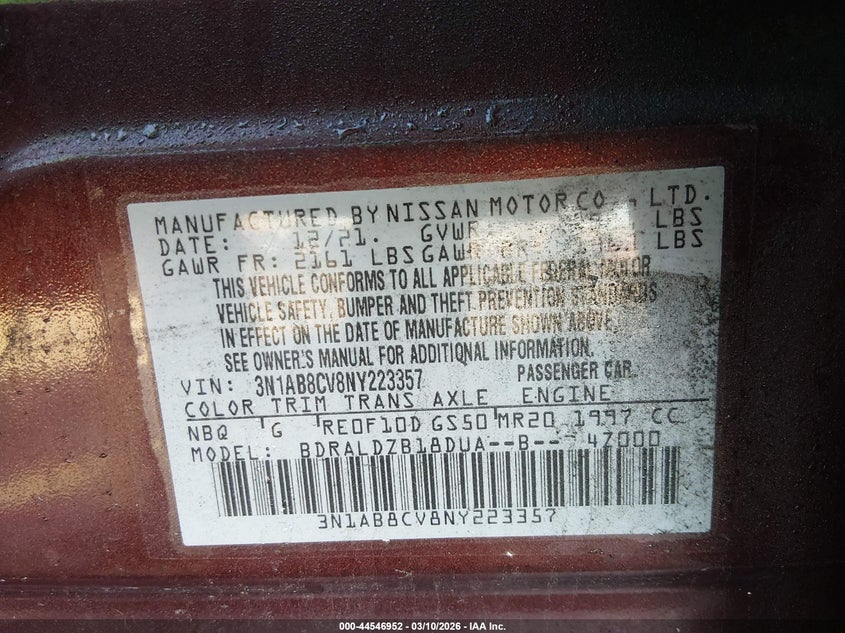 MANUFACTURED BY NISSAN MOTOR CO., LTD.
DATE: 12/21. GVWR LBS
GAWR FR: 2161 LBS GAWR LBS
THIS VEHICLE CONFORMS TO ALL APPLICABLE FEDERAL MOTOR
VEHICLE SAFETY, BUMPER AND THEFT PREVENTION STANDARDS
IN EFFECT ON THE DATE OF MANUFACTURE SHOWN ABOVE.
SEE OWNER'S MANUAL FOR ADDITIONAL INFORMATION.
VIN: 3N1AB8CV8NY223357 PASSENGER CAR
COLOR TRIM TRANS AXLE ENGINE
NBQ G RE0F10D GS50 MR20 1997 CC
MODEL: BDRALDZB18DUA--B-- 4Z000
3N1AB8CV8NY223357
000-44546952 - 03/10/2026 - IAA Inc.